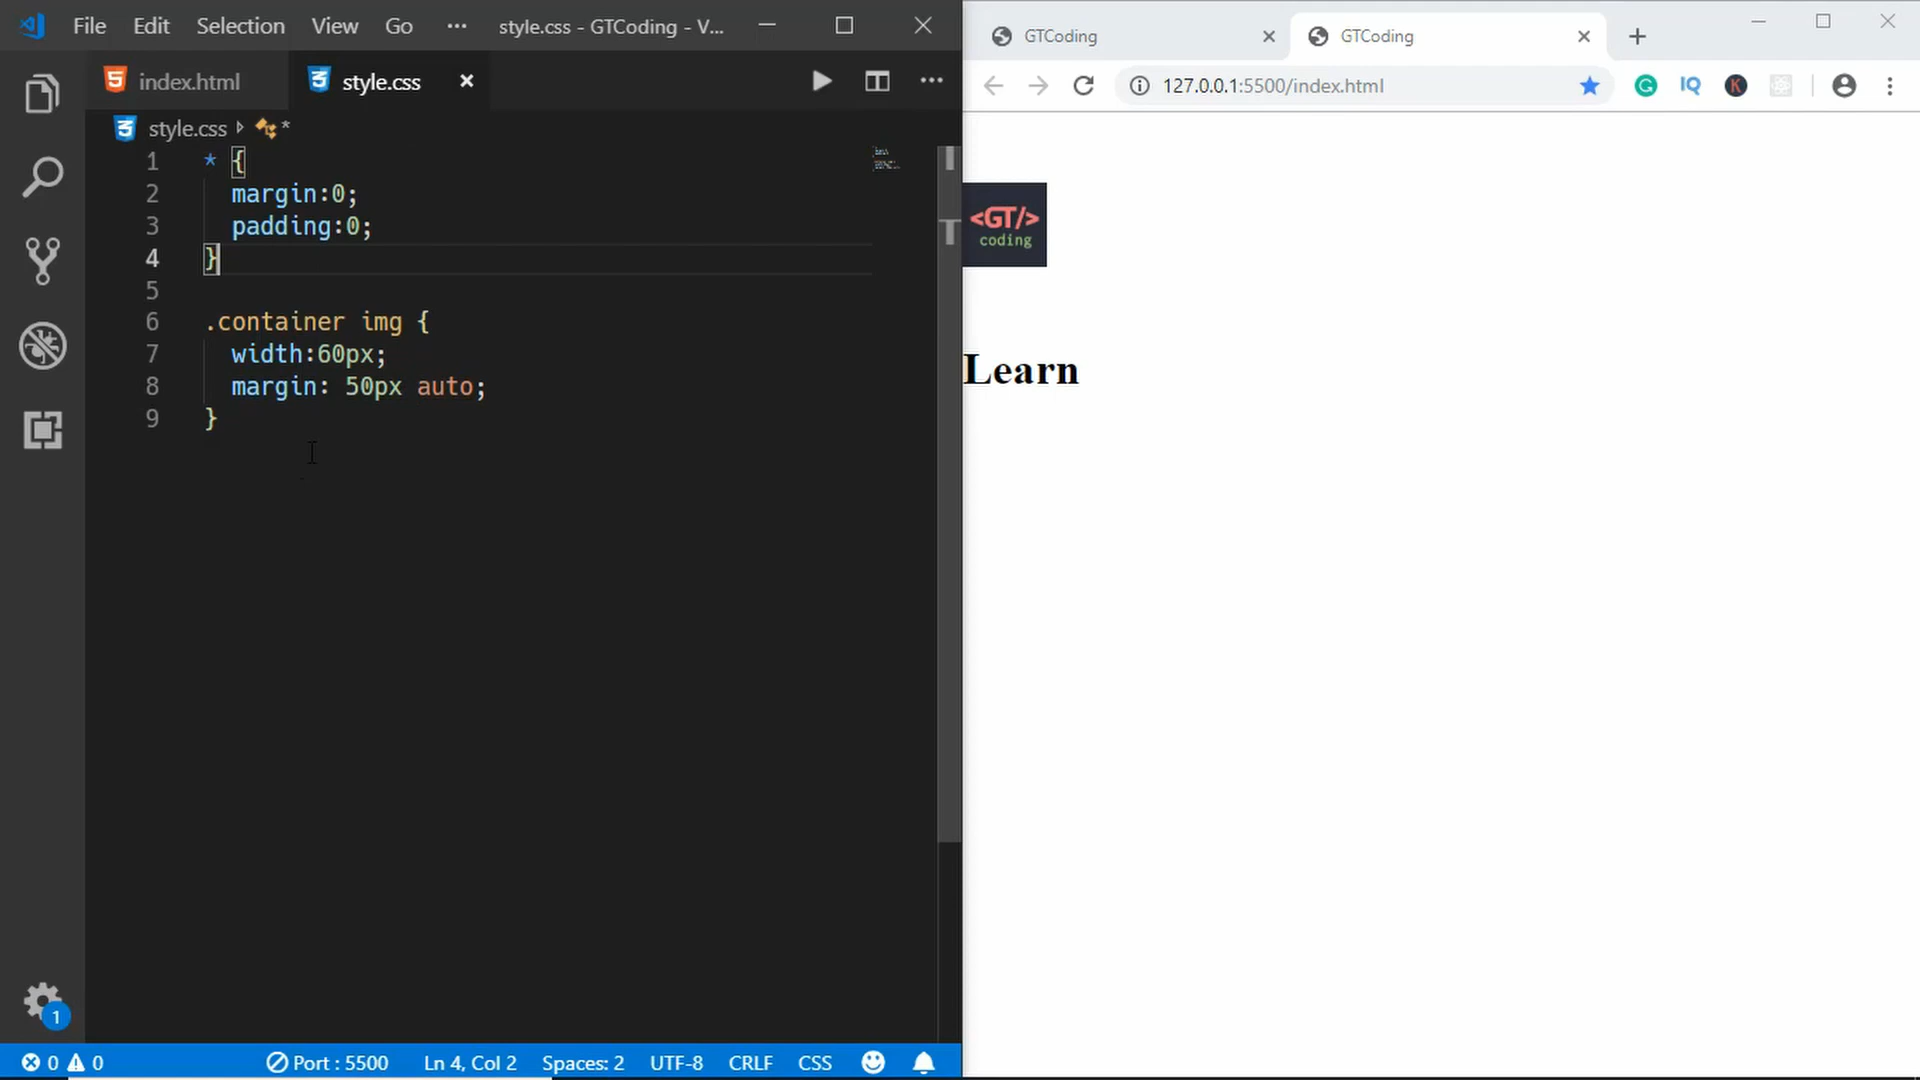 File Edit Selection View Go ··· style.css - GTCoding - V...
index.html style.css
style.css *
1 * {
2 margin:0;
3 padding:0;
4 }
5
6 .container img {
7 width:60px;
8 margin: 50px auto;
9 }
1
0 0 Port : 5500 Ln 4, Col 2 Spaces: 2 UTF-8 CRLF CSS
GTCoding GTCoding
127.0.0.1:5500/index.html G IQ K
<GT/>
coding
Learn